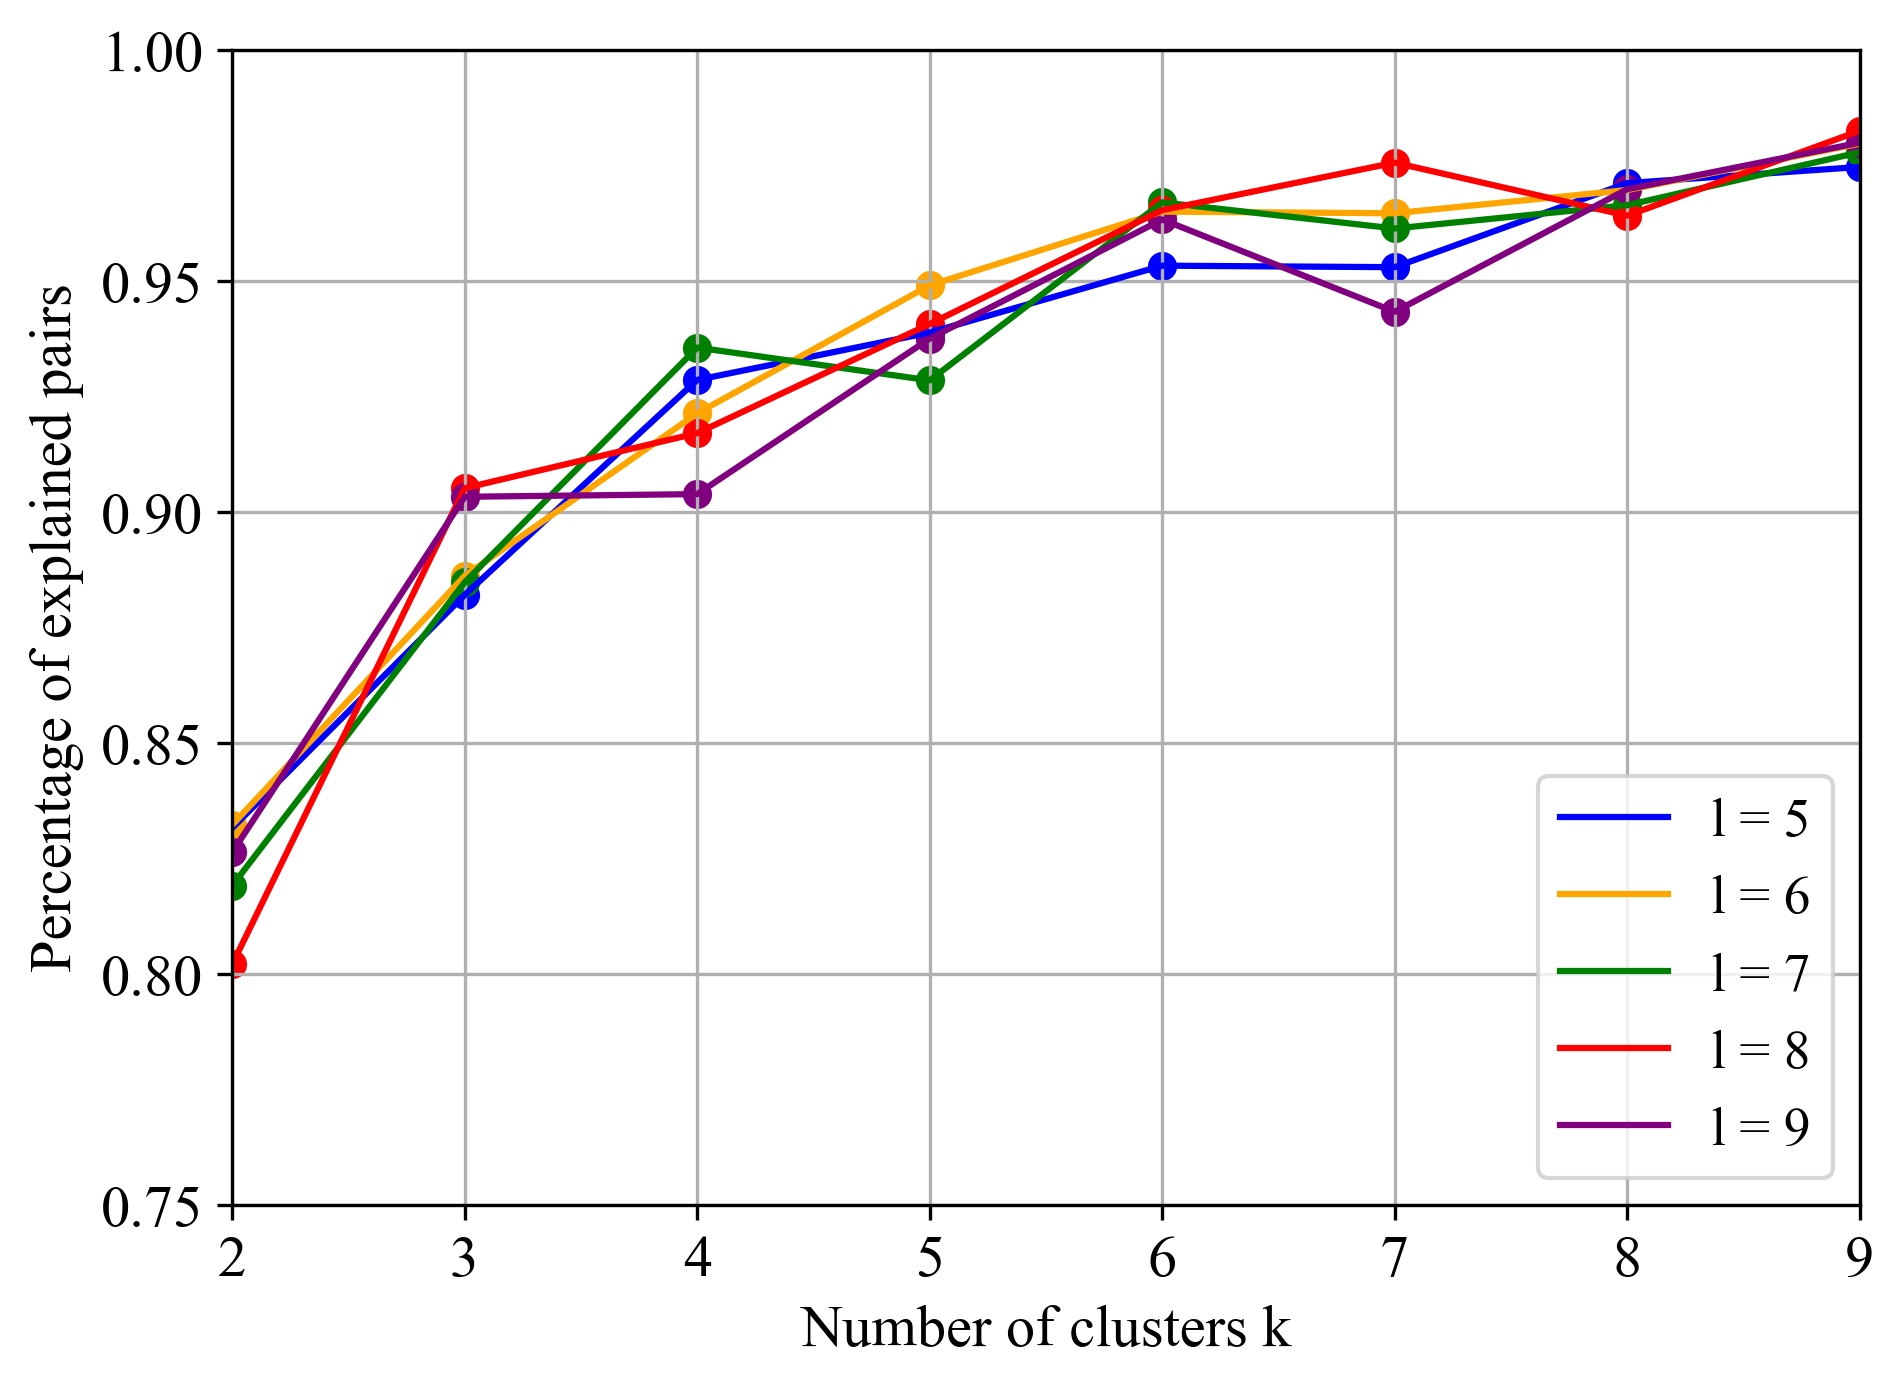 1.00
0.95
0.90
0.85
0.80
0.75
Percentage of explained pairs
2 3 4 5 6 7 8 9
Number of clusters k
l = 5
l = 6
l = 7
l = 8
l = 9